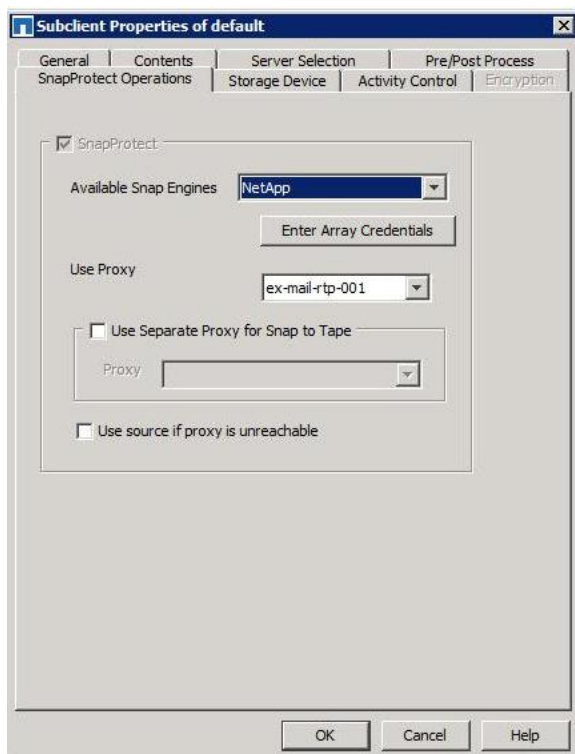 Subclient Properties of default
General Contents Server Selection Pre/Post Process
SnapProtect Operations Storage Device Activity Control Encryption
SnapProtect
Available Snap Engines NetApp
Enter Array Credentials
Use Proxy
ex-mail-rtp-001
Use Separate Proxy for Snap to Tape
Proxy
Use source if proxy is unreachable
OK Cancel Help